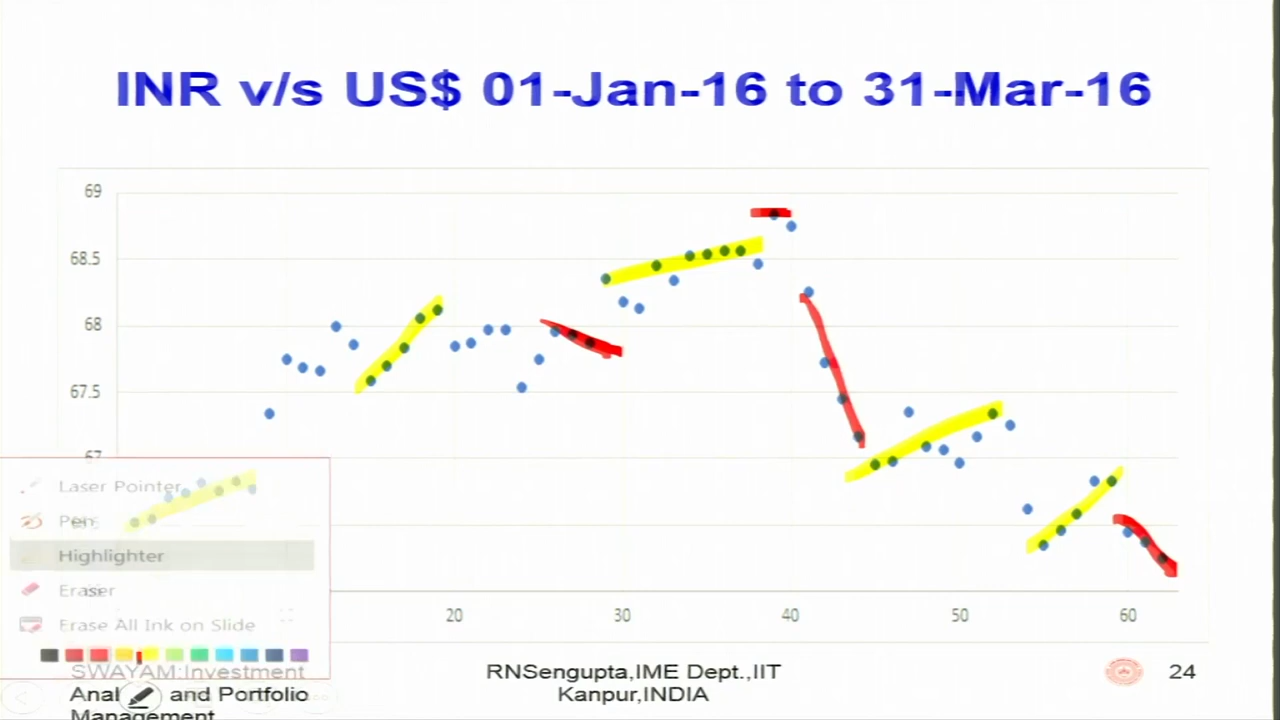 INR v/s US$ 01-Jan-16 to 31-Mar-16
69
68.5
68
67.5
67
Laser Pointer
Pen
Highlighter
Eraser
Erase All Ink on Slide
20
30
40
50
60
SWAYAM:Investment
and Portfolio
Management
RNSengupta,IME Dept.,IIT
Kanpur,INDIA
24